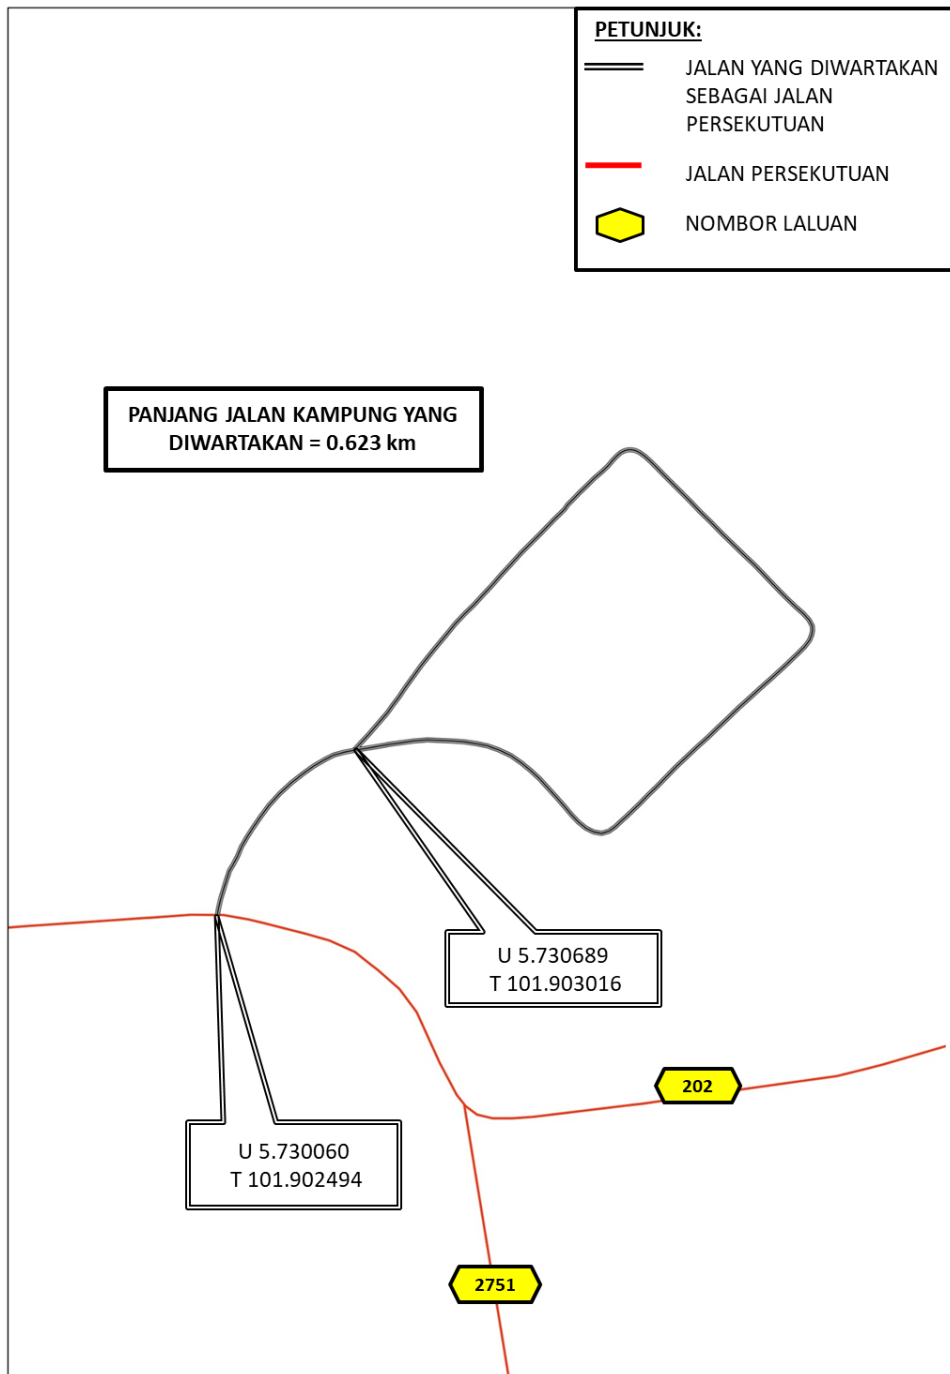 PETUNJUK:
JALAN YANG DIWARTAKAN
SEBAGAI JALAN
PERSEKUTUAN
JALAN PERSEKUTUAN
NOMBOR LALUAN
PANJANG JALAN KAMPUNG YANG
DIWARTAKAN = 0.623 km
U 5.730689
T 101.903016
202
U 5.730060
T 101.902494
2751